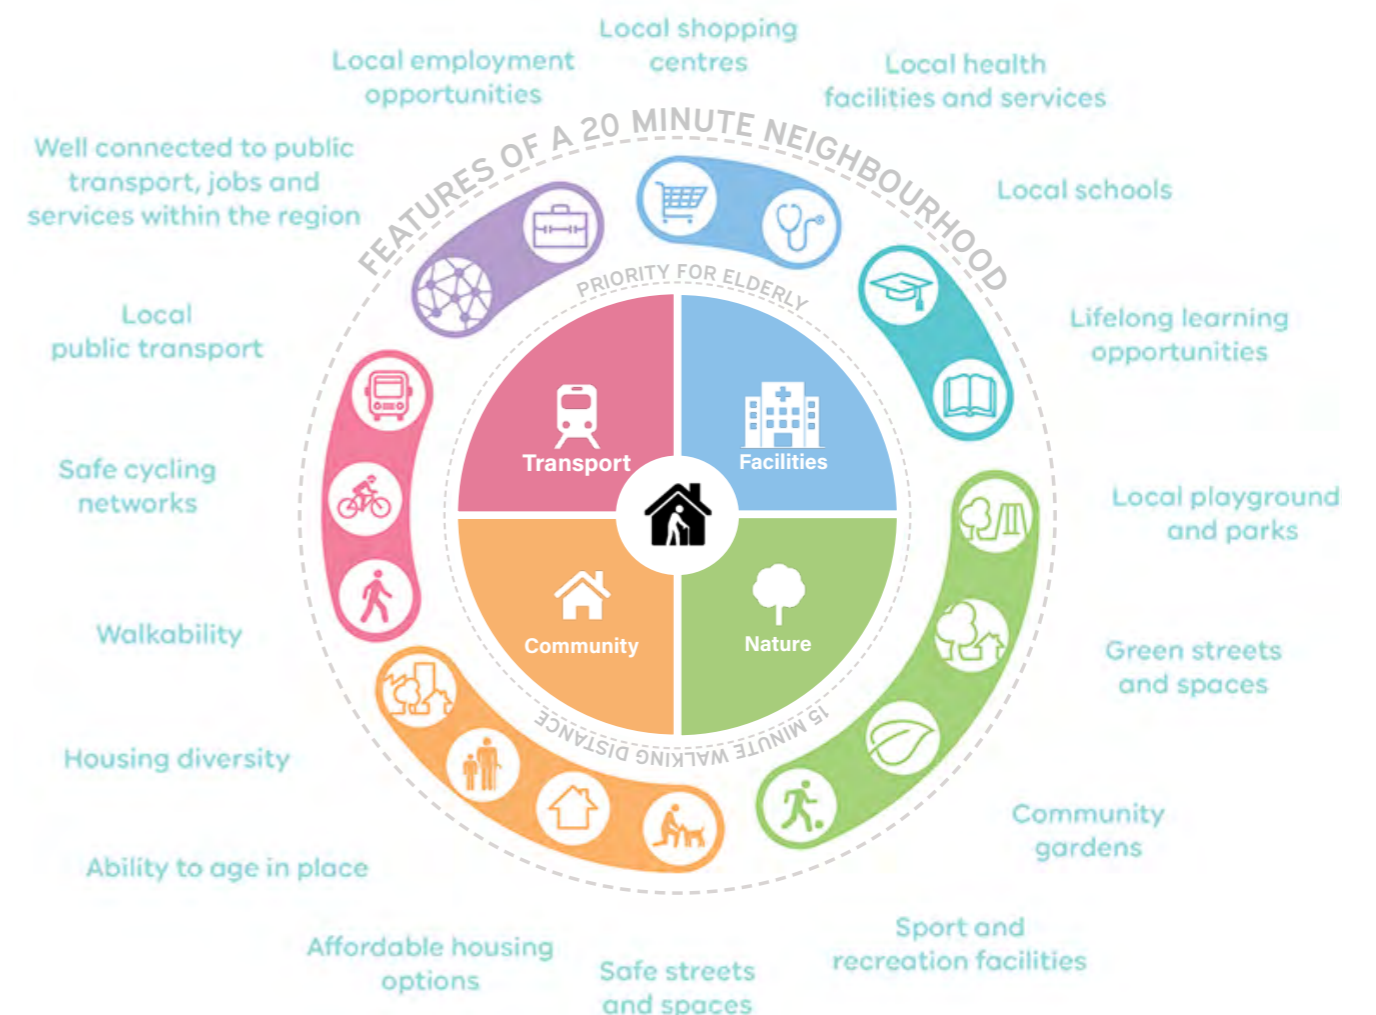 Local shopping
centres
Local employment
opportunities
Local health
facilities and services
FEATURES OF A 20 MINUTE NEIGHBOURHOOD
Well connected to public
transport, jobs and
services within the region
Local schools
PRIORITY FOR ELDERLY
Local
public transport
Lifelong learning
opportunities
Transport
Facilities
Safe cycling
networks
Local playground
and parks
Community
Nature
Walkability
Green streets
and spaces
15 MINUTE WALKING DISTANCE
Housing diversity
Community
gardens
Ability to age in place
Affordable housing
options
Safe streets
and spaces
Sport and
recreation facilities